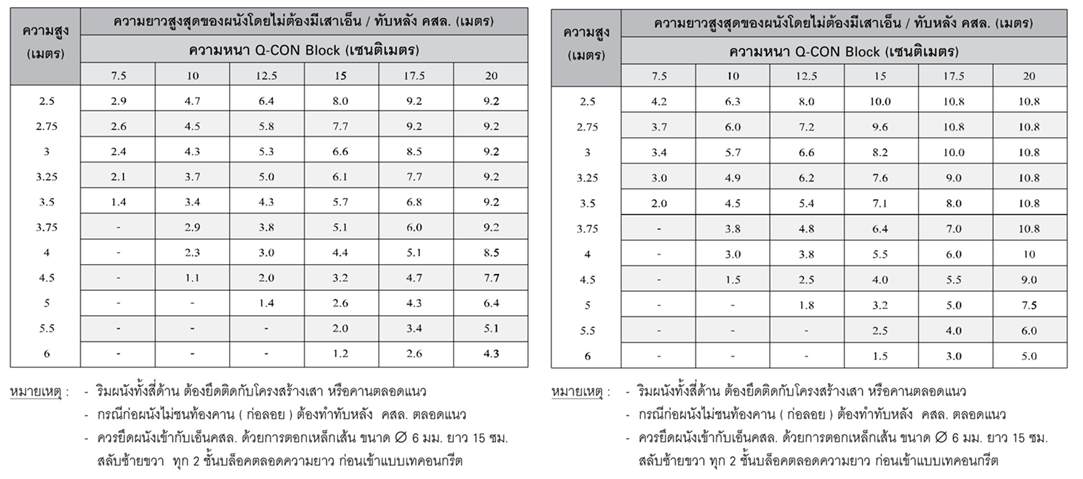 ความสูง (เมตร) ความยาวสูงสุดของผนังโดยไม่ต้องมีเสาเอ็น / ทับหลัง คสล. (เมตร)
ความหนา Q-CON Block (เซนติเมตร)
7.5 10 12.5 15 17.5 20
2.5 2.9 4.7 6.4 8.0 9.2 9.2
2.75 2.6 4.5 5.8 7.7 9.2 9.2
3 2.4 4.3 5.3 6.6 8.5 9.2
3.25 2.1 3.7 5.0 6.1 7.7 9.2
3.5 1.4 3.4 4.3 5.7 6.8 9.2
3.75 - 2.9 3.8 5.1 6.0 9.2
4 - 2.3 3.0 4.4 5.1 8.5
4.5 - 1.1 2.0 3.2 4.7 7.7
5 - - 1.4 2.6 4.3 6.4
5.5 - - - 2.0 3.4 5.1
6 - - - 1.2 2.6 4.3
หมายเหตุ : - ริมผนังทั้งสี่ด้าน ต้องยึดติดกับโครงสร้างเสา หรือคานตลอดแนว
- กรณีก่อผนังไม่ชนท้องคาน ( ก่อลอย ) ต้องทำทับหลัง คสล. ตลอดแนว
- ควรยึดผนังเข้ากับเอ็นคสล. ด้วยการตอกเหล็กเส้น ขนาด Ø 6 มม. ยาว 15 ซม.
สลับซ้ายขวา ทุก 2 ชั้นบล็อคตลอดความยาว ก่อนเข้าแบบเทคอนกรีต
ความสูง (เมตร) ความยาวสูงสุดของผนังโดยไม่ต้องมีเสาเอ็น / ทับหลัง คสล. (เมตร)
ความหนา Q-CON Block (เซนติเมตร)
7.5 10 12.5 15 17.5 20
2.5 4.2 6.3 8.0 10.0 10.8 10.8
2.75 3.7 6.0 7.2 9.6 10.8 10.8
3 3.4 5.7 6.6 8.2 10.0 10.8
3.25 3.0 4.9 6.2 7.6 9.0 10.8
3.5 2.0 4.5 5.4 7.1 8.0 10.8
3.75 - 3.8 4.8 6.4 7.0 10.8
4 - 3.0 3.8 5.5 6.0 10
4.5 - 1.5 2.5 4.0 5.5 9.0
5 - - 1.8 3.2 5.0 7.5
5.5 - - - 2.5 4.0 6.0
6 - - - 1.5 3.0 5.0
หมายเหตุ : - ริมผนังทั้งสี่ด้าน ต้องยึดติดกับโครงสร้างเสา หรือคานตลอดแนว
- กรณีก่อผนังไม่ชนท้องคาน ( ก่อลอย ) ต้องทำทับหลัง คสล. ตลอดแนว
- ควรยึดผนังเข้ากับเอ็นคสล. ด้วยการตอกเหล็กเส้น ขนาด Ø 6 มม. ยาว 15 ซม.
สลับซ้ายขวา ทุก 2 ชั้นบล็อคตลอดความยาว ก่อนเข้าแบบเทคอนกรีต